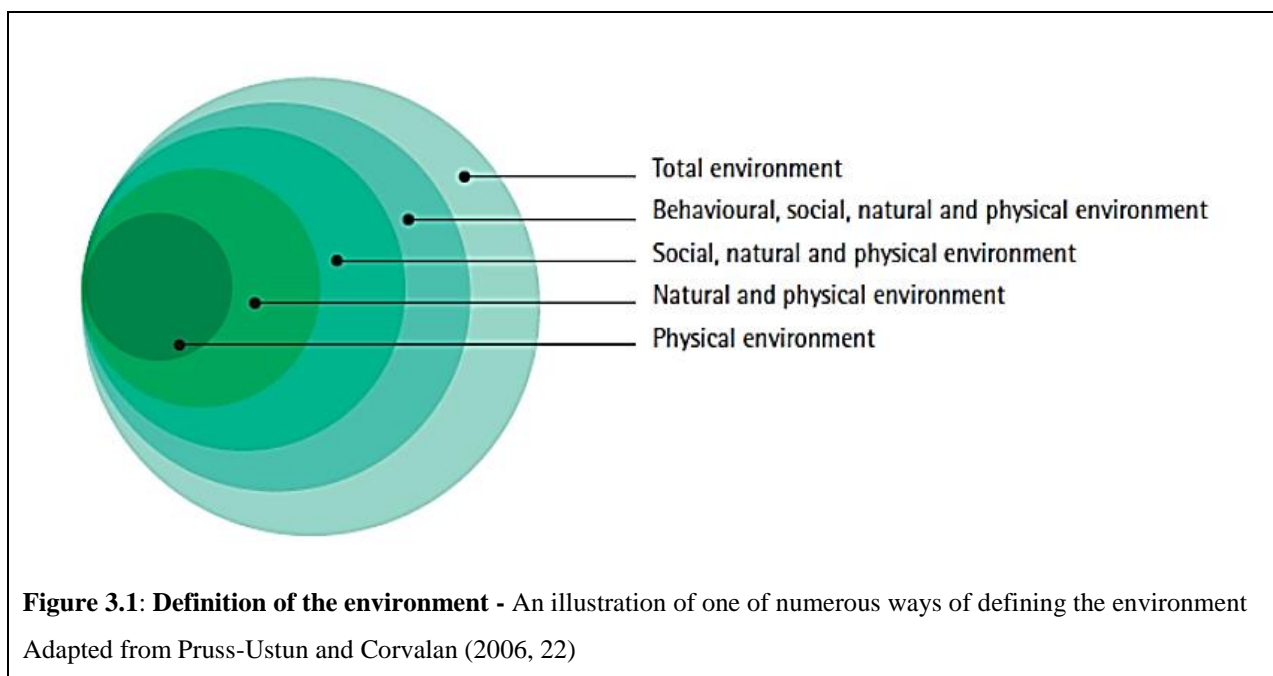 Total environment
Behavioural, social, natural and physical environment
Social, natural and physical environment
Natural and physical environment
Physical environment
Figure 3.1: Definition of the environment - An illustration of one of numerous ways of defining the environment
Adapted from Pruss-Ustun and Corvalan (2006, 22)